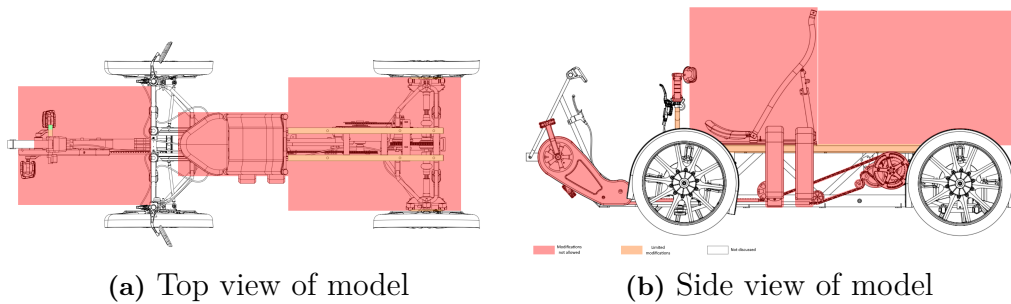 Modifications
not allowed
Limited
modifications
Not discussed
(a) Top view of model
(b) Side view of model